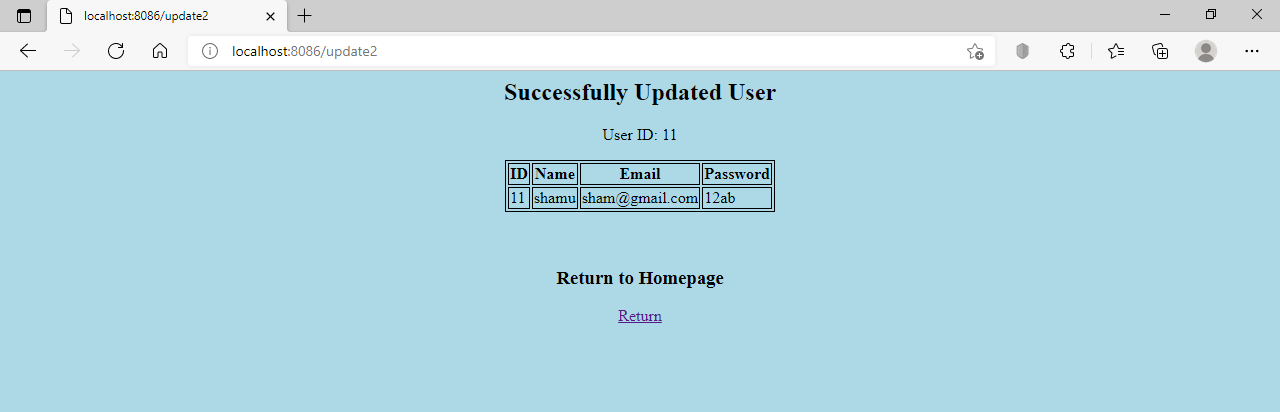 localhost:8086/update2
localhost:8086/update2
Successfully Updated User
User ID: 11
ID Name Email Password
11 shamu sham@gmail.com 12ab
Return to Homepage
Return